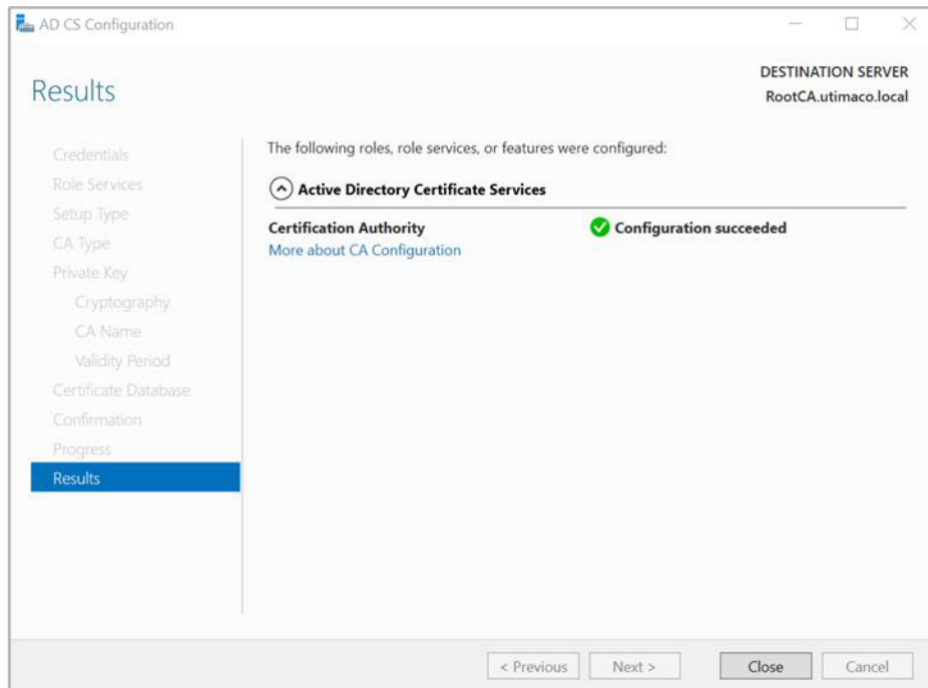 AD CS Configuration
Results
DESTINATION SERVER
RootCA.utimaco.local
Credentials
Role Services
Setup Type
CA Type
Private Key
Cryptography
CA Name
Validity Period
Certificate Database
Confirmation
Progress
Results
The following roles, role services, or features were configured:
Active Directory Certificate Services
Certification Authority Configuration succeeded
More about CA Configuration
< Previous Next > Close Cancel